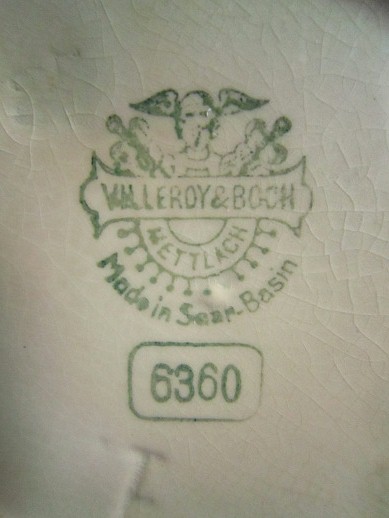 VILLEROY & BOCH
METTLACH
Made in Saar-Basin
6360